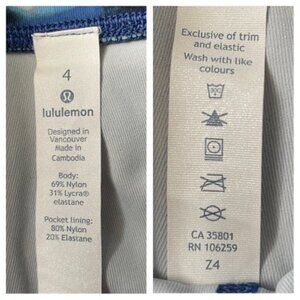 4
lululemon
Designed in
Vancouver
Made in
Cambodia
Body:
69% Nylon
31% Lycra®
elastane
Pocket lining:
80% Nylon
20% Elastane
Exclusive of trim
and elastic
Wash with like
colours
CA 35801
RN 106259
Z4